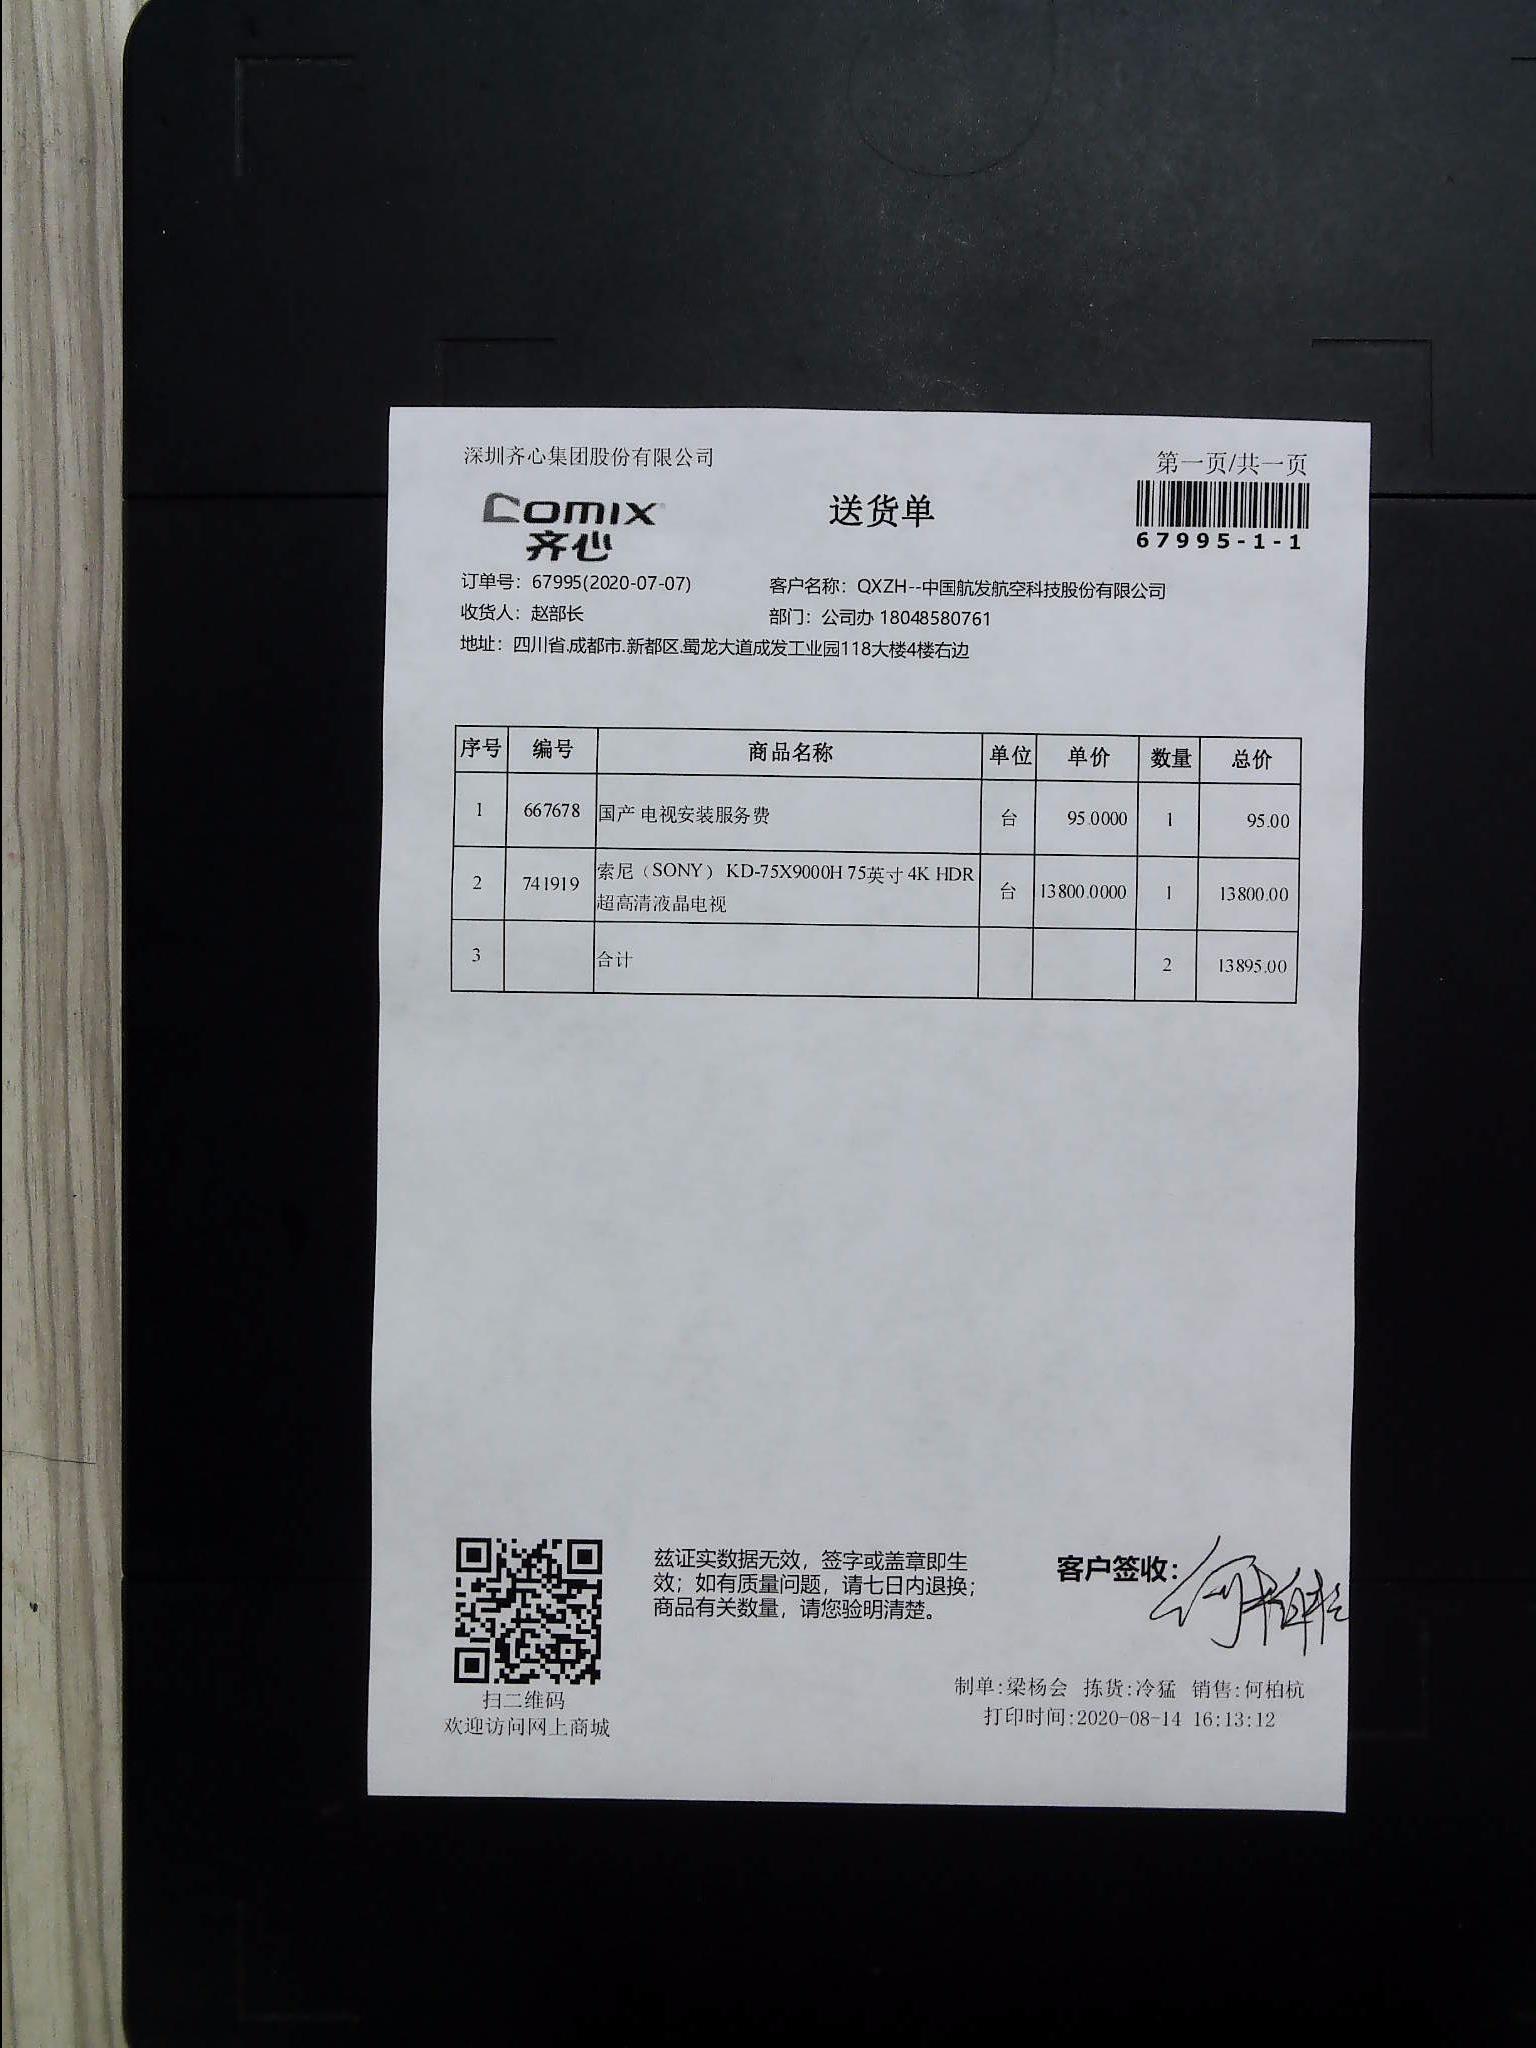 深圳齐心集团股份有限公司
第一页/共一页
comix
齐心
送货单
67995-1-1
订单号：67995(2020-07-07) 客户名称：QXZH--中国航发航空科技股份有限公司
收货人：赵部长 部门：公司办 18048580761
地址：四川省.成都市.新都区.蜀龙大道成发工业园118大楼4楼右边
序号 编号 商品名称 单位 单价 数量 总价
1 667678 国产 电视安装服务费 台 95.0000 1 95.00
2 741919 索尼（SONY） KD-75X9000H 75英寸 4K HDR 台 13800.0000 1 13800.00
超高清液晶电视
3 合计 2 13895.00
兹证实数据无效，签字或盖章即生
效；如有质量问题，请七日内退换；
商品有关数量，请您验明清楚。
客户签收：何柏杭
扫二维码
欢迎访问网上商城
制单:梁杨会 拣货:冷猛 销售:何柏杭
打印时间:2020-08-14 16:13:12